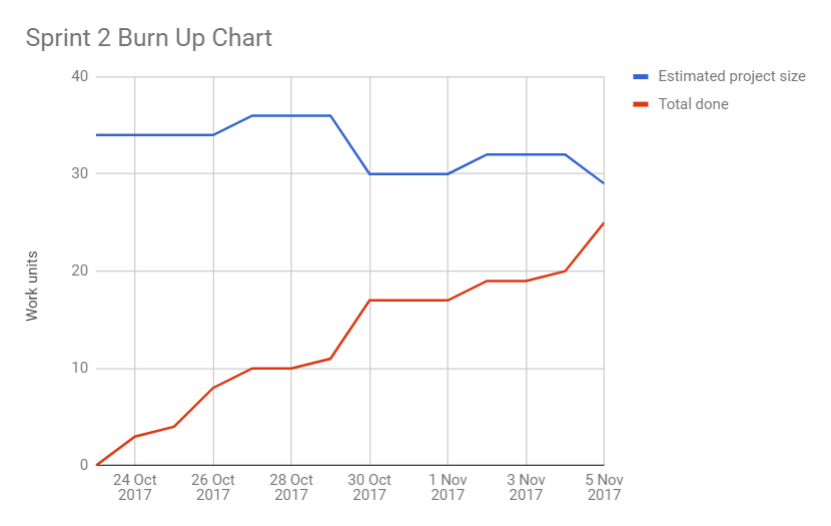 Sprint 2 Burn Up Chart
Estimated project size
Total done
Work units
40
30
20
10
0
24 Oct
2017
26 Oct
2017
28 Oct
2017
30 Oct
2017
1 Nov
2017
3 Nov
2017
5 Nov
2017